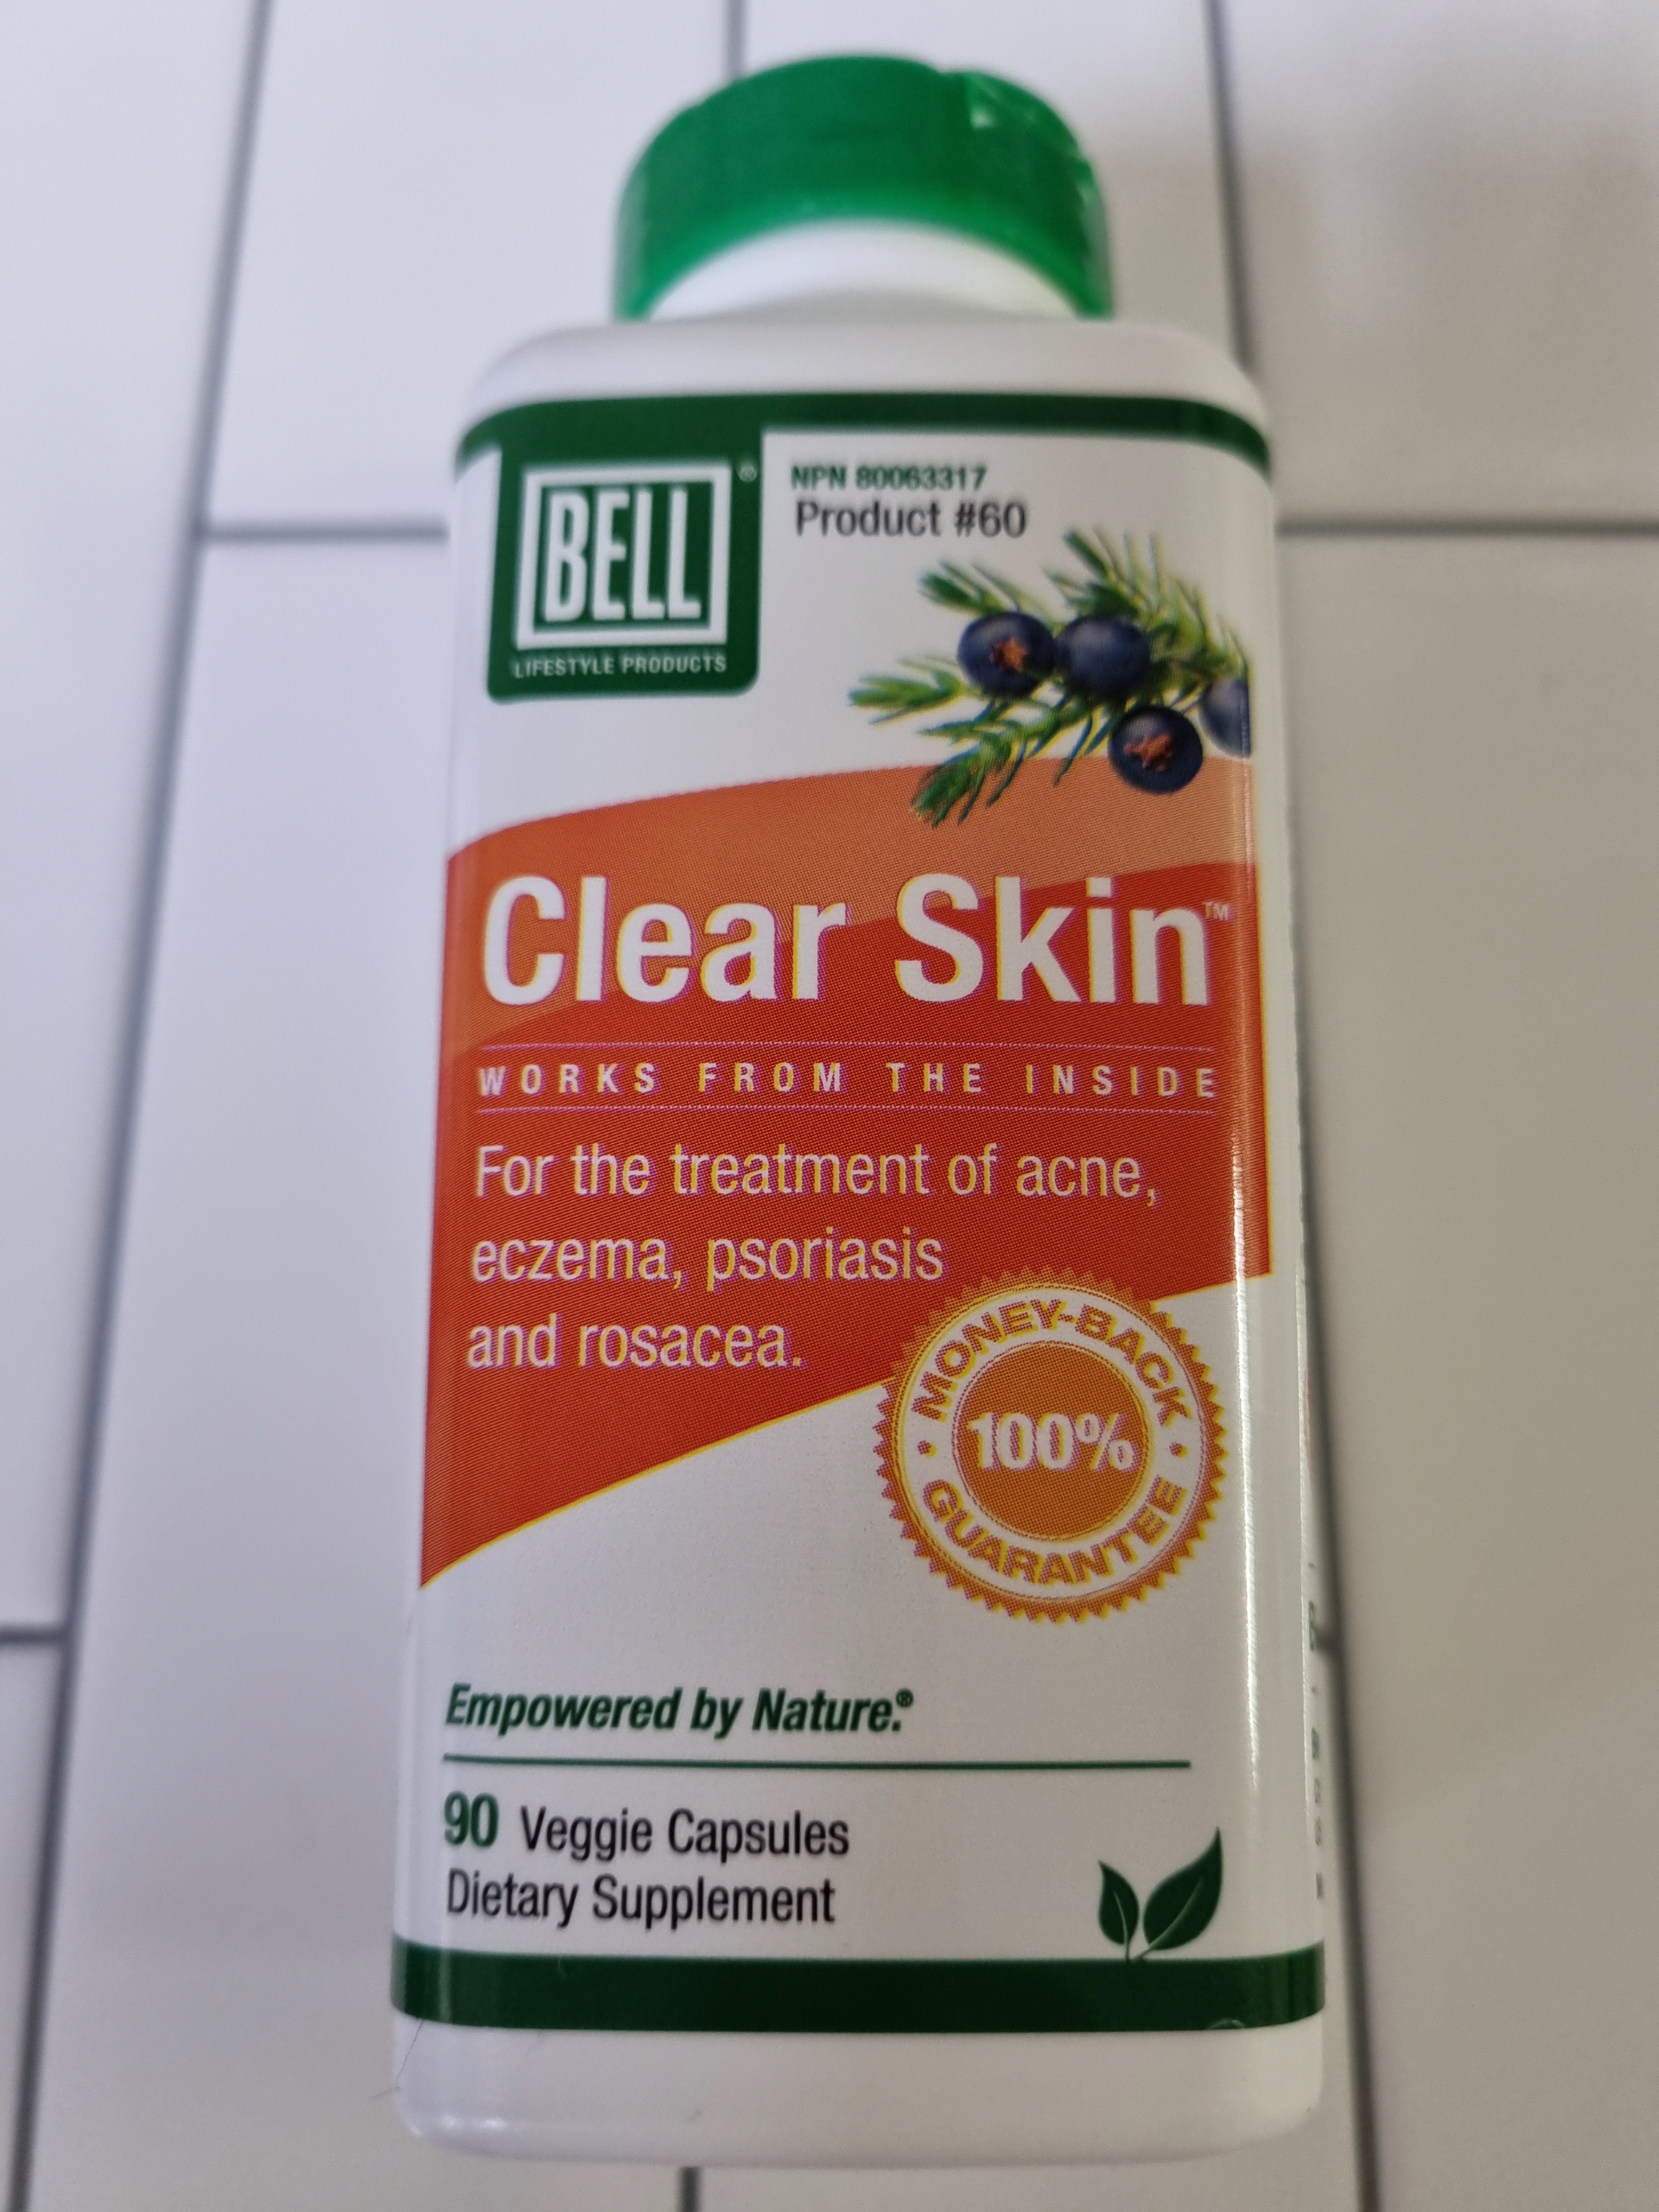 BELL®
LIFESTYLE PRODUCTS
NPN 80063317
Product #60
Clear Skin™
WORKS FROM THE INSIDE
For the treatment of acne,
eczema, psoriasis
and rosacea.
MONEY-BACK
100%
GUARANTEE
Empowered by Nature.®
90 Veggie Capsules
Dietary Supplement